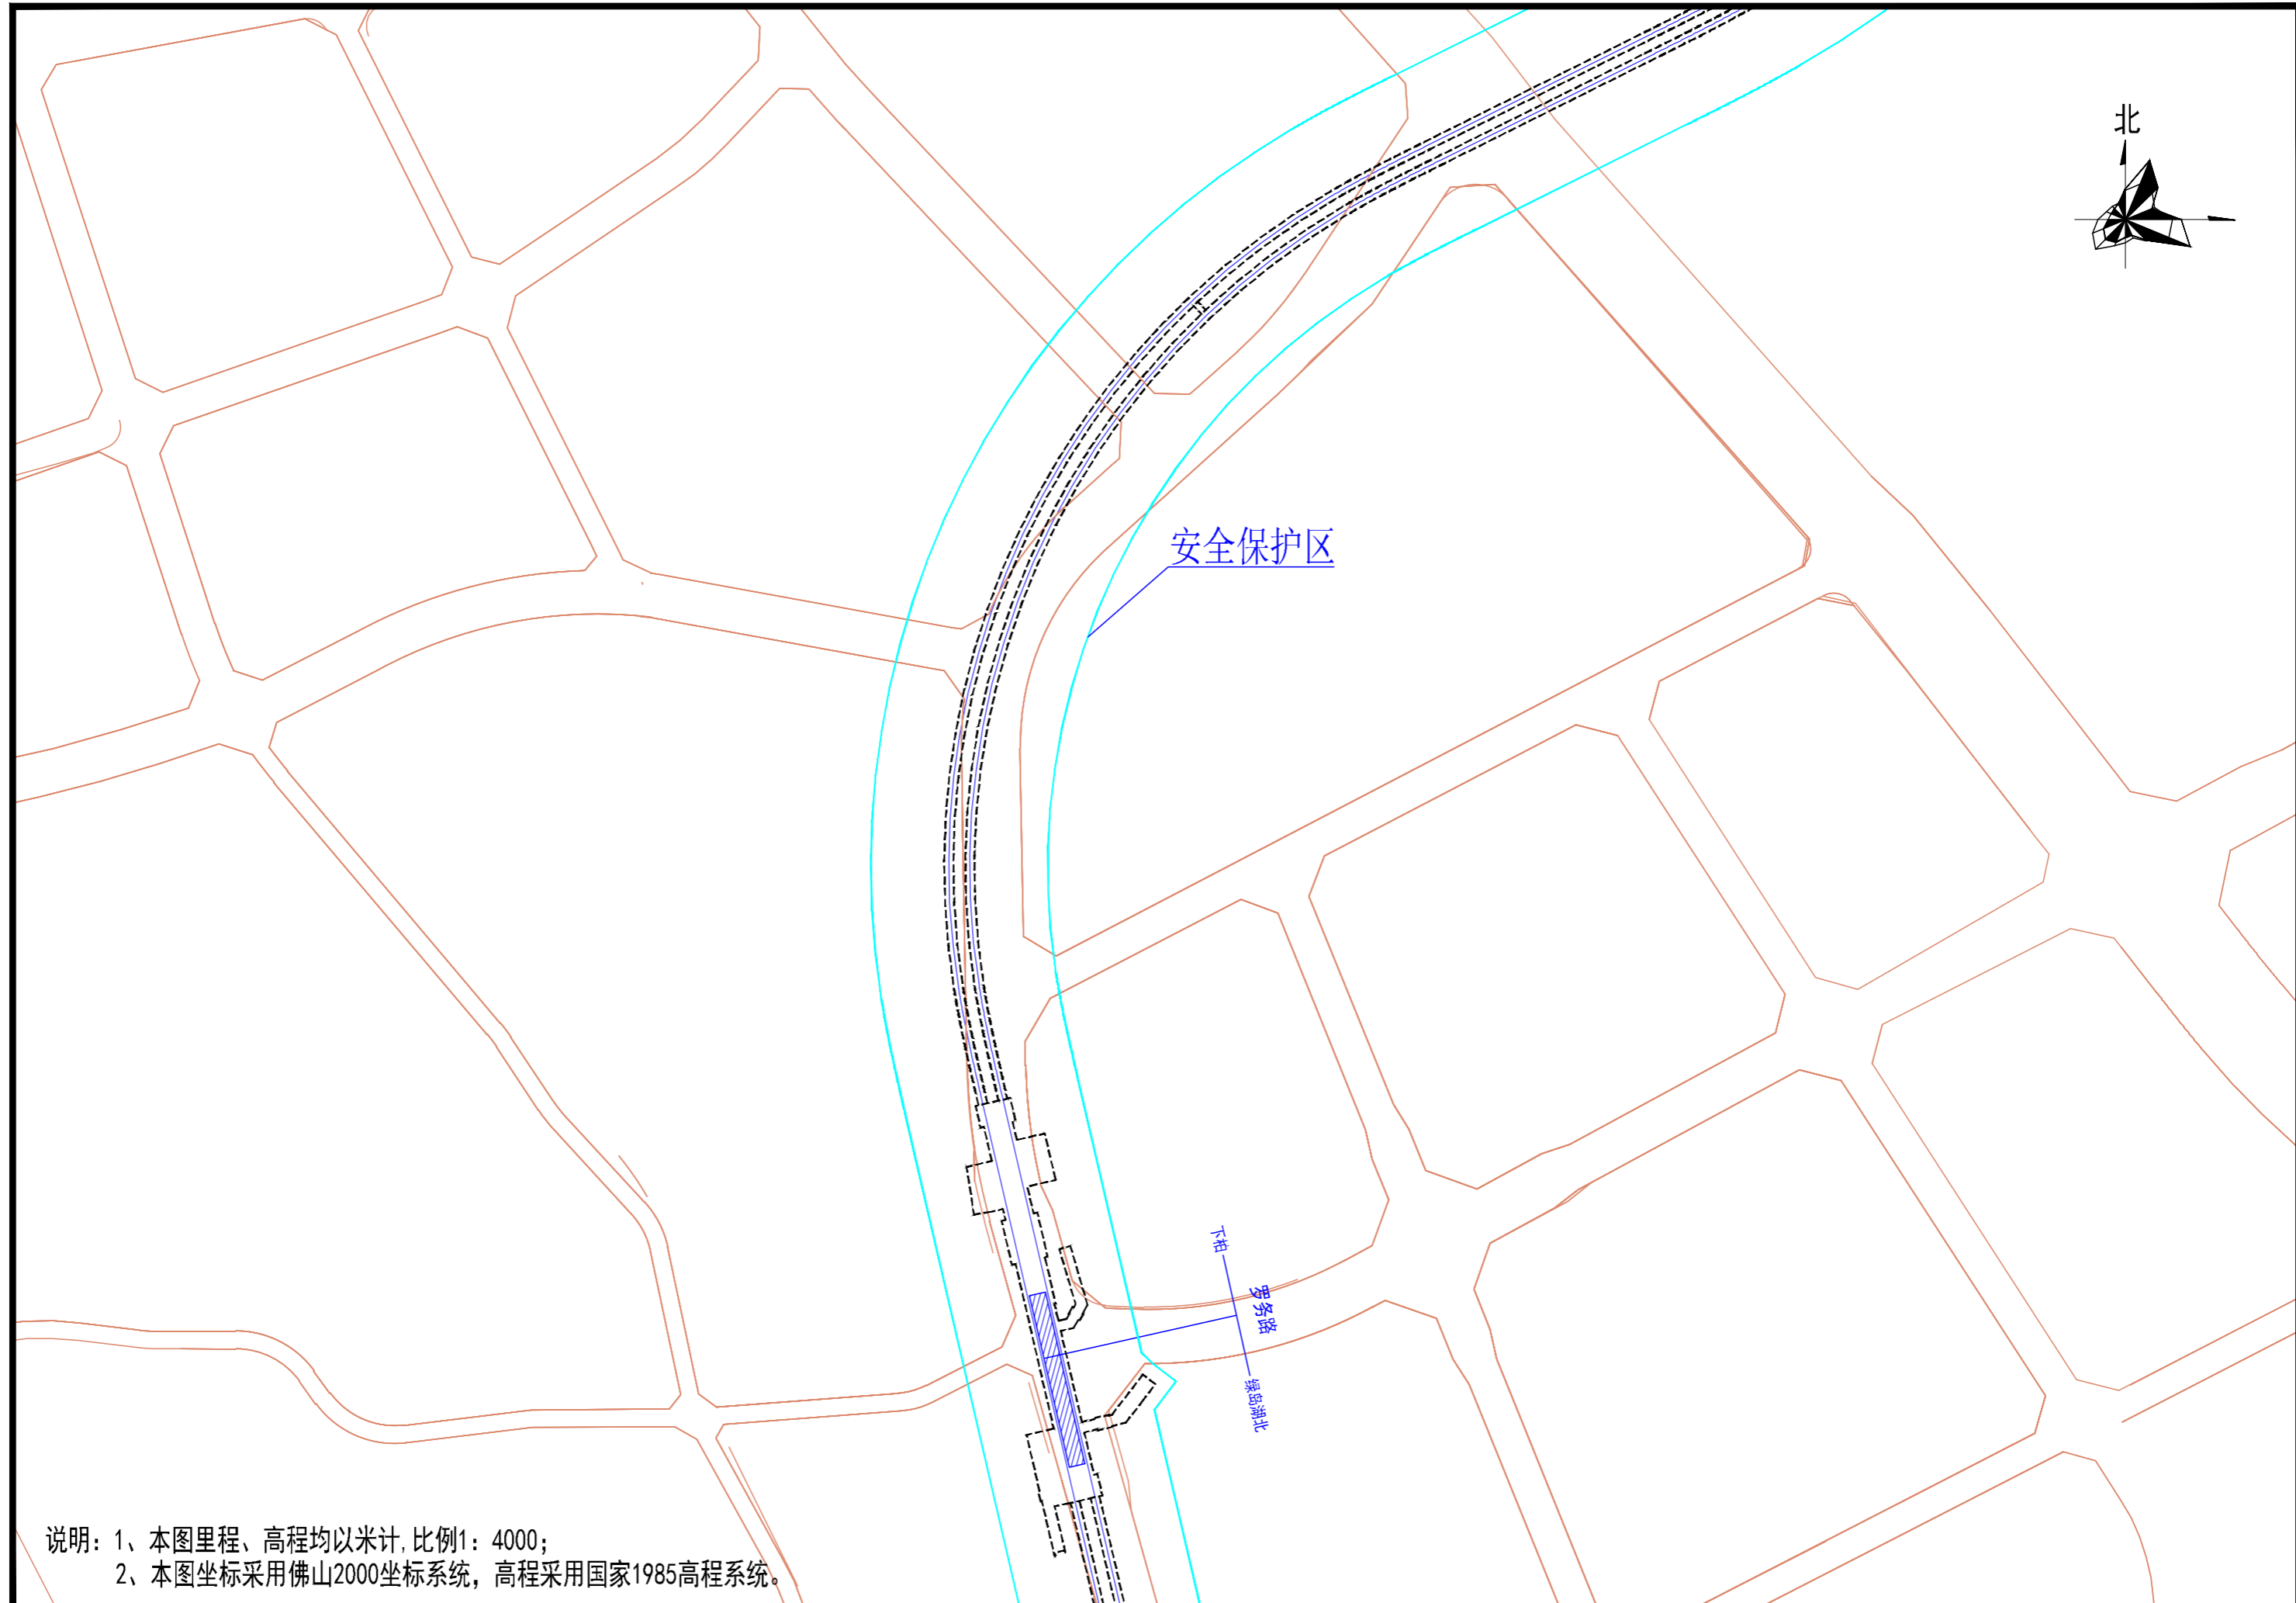 北
安全保护区
下柏
罗务路
绿岛湖北
说明：1、本图里程、高程均以米计，比例1：4000；
2、本图坐标采用佛山2000坐标系统，高程采用国家1985高程系统。